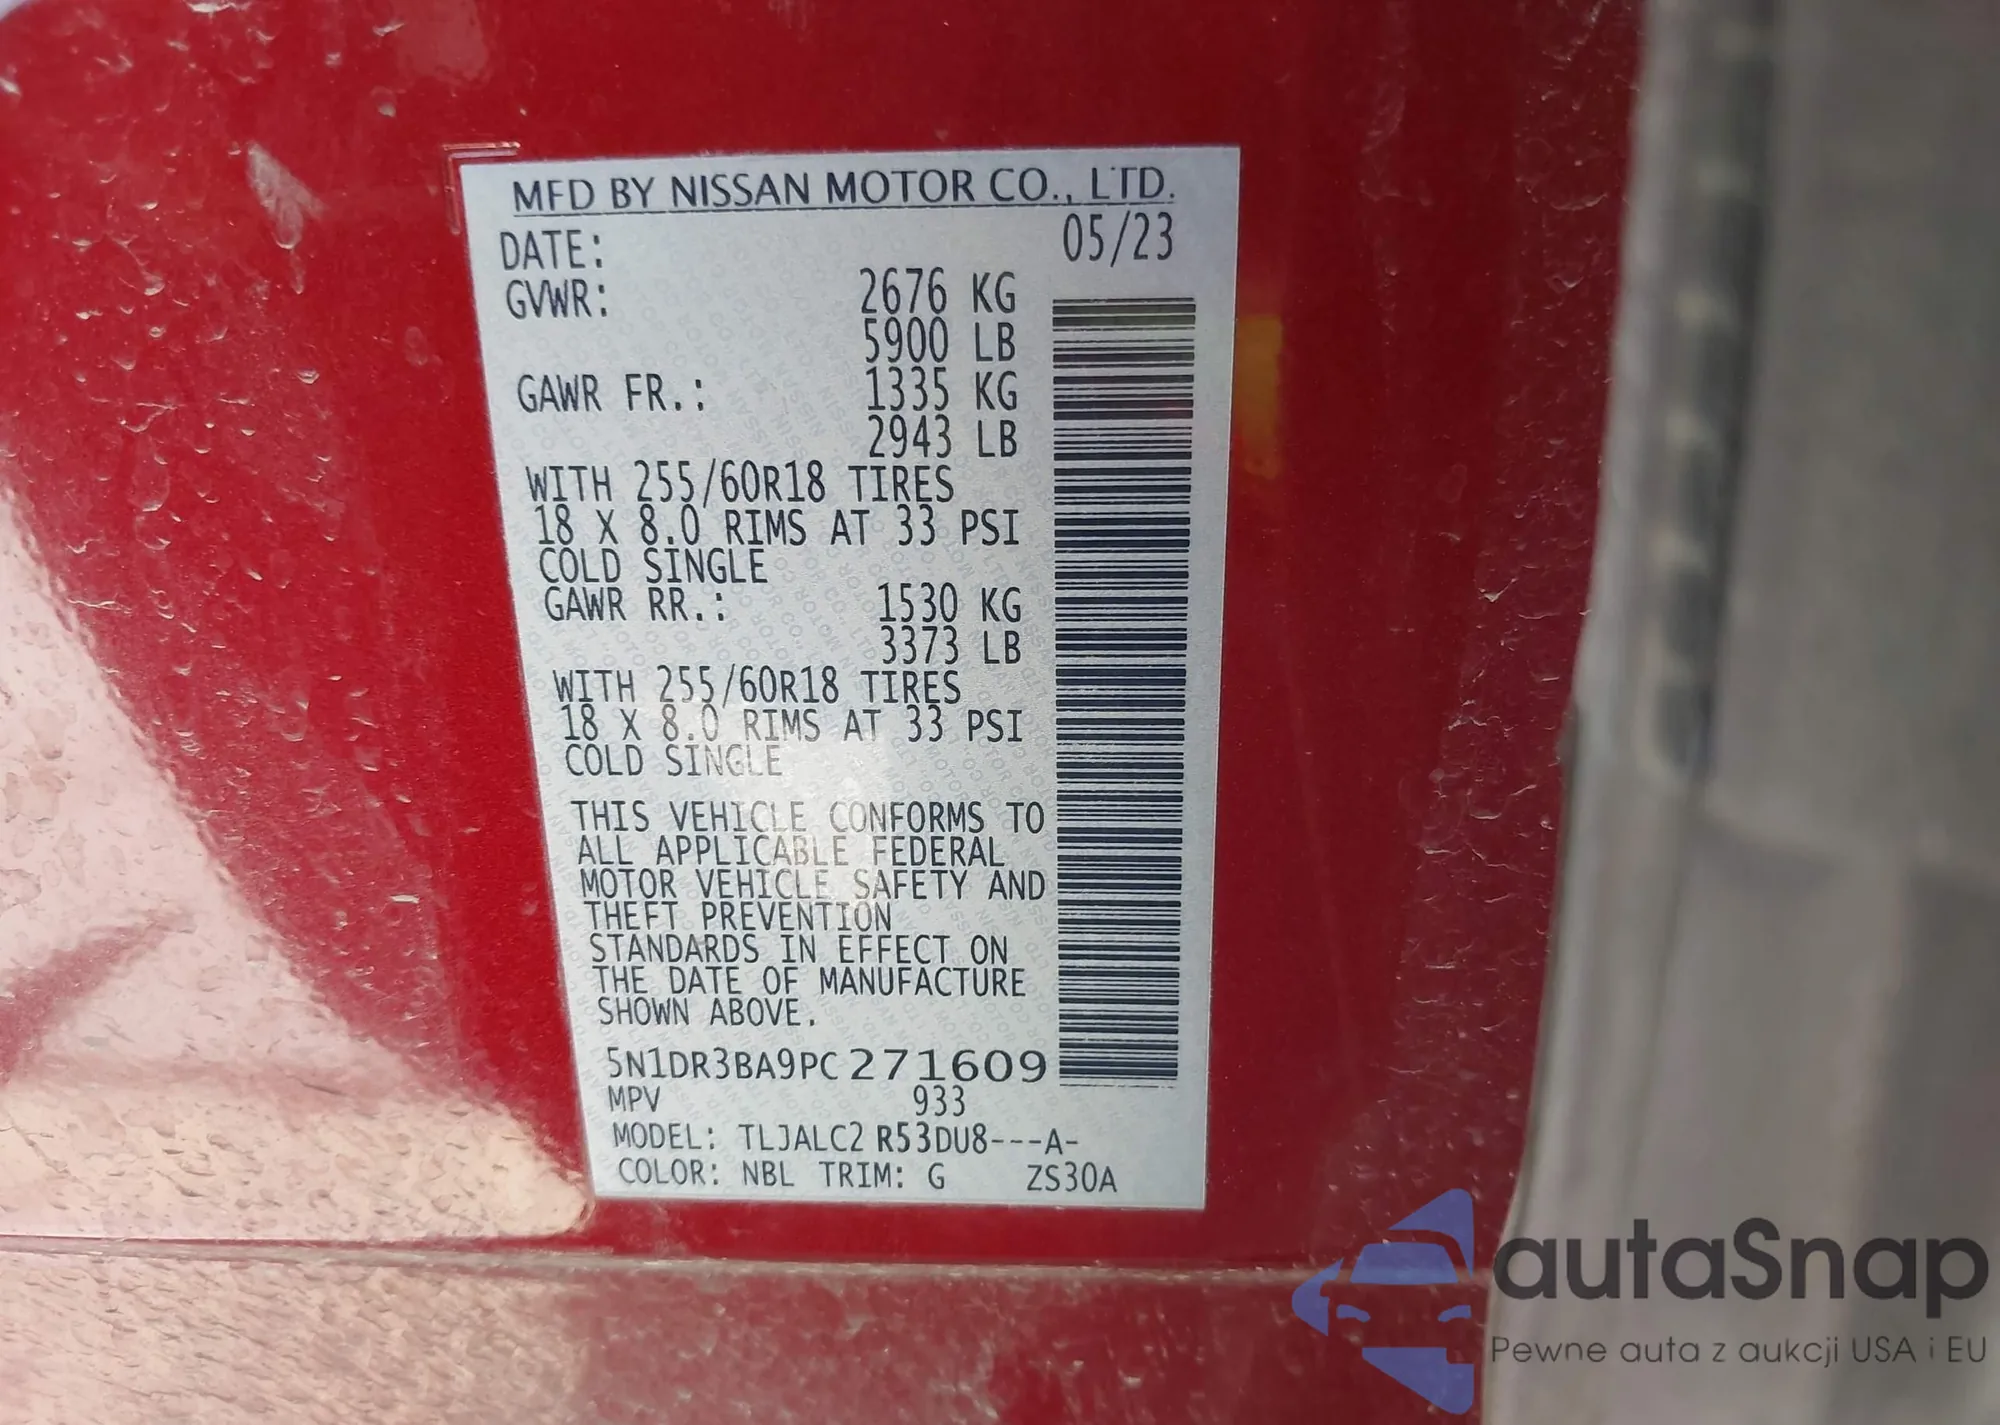 MFD BY NISSAN MOTOR CO., LTD.
DATE: 05/23
GVWR: 2676 KG
5900 LB
GAWR FR.: 1335 KG
2943 LB
WITH 255/60R18 TIRES
18 X 8.0 RIMS AT 33 PSI
COLD SINGLE
GAWR RR.: 1530 KG
3373 LB
WITH 255/60R18 TIRES
18 X 8.0 RIMS AT 33 PSI
COLD SINGLE
THIS VEHICLE CONFORMS TO
ALL APPLICABLE FEDERAL
MOTOR VEHICLE SAFETY AND
THEFT PREVENTION
STANDARDS IN EFFECT ON
THE DATE OF MANUFACTURE
SHOWN ABOVE.
5N1DR3BA9PC271609
MPV 933
MODEL: TLJALC2 R53DU8---A-
COLOR: NBL TRIM: G ZS30A
autaSnap
Pewne auta z aukcji USA i EU